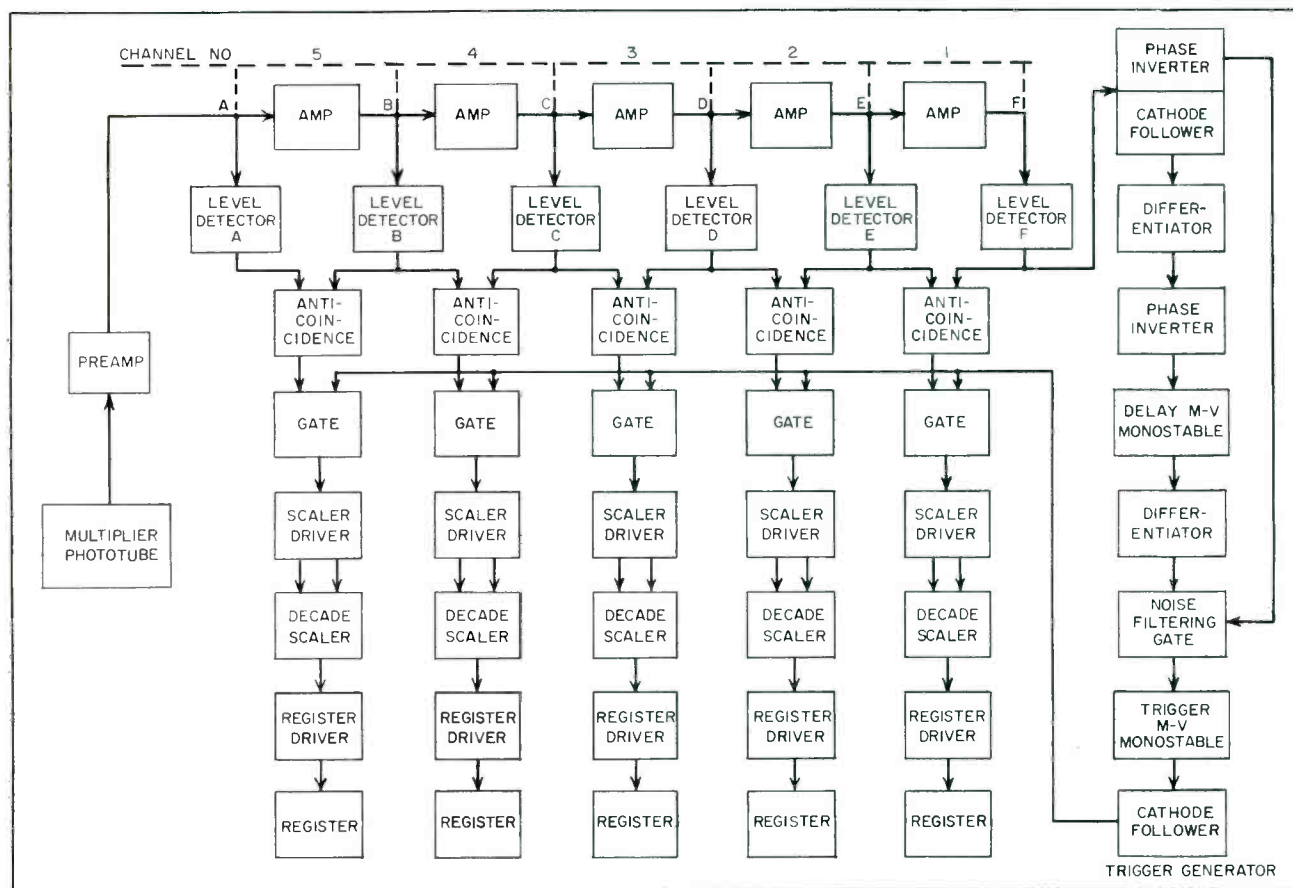 CHANNEL NO 5 4 3 2 1
A AMP B AMP C AMP D AMP E AMP F
LEVEL DETECTOR A
LEVEL DETECTOR B
LEVEL DETECTOR C
LEVEL DETECTOR D
LEVEL DETECTOR E
LEVEL DETECTOR F
ANTI-
COIN-
CIDENCE
ANTI-
COIN-
CIDENCE
ANTI-
COIN-
CIDENCE
ANTI-
COIN-
CIDENCE
ANTI-
COIN-
CIDENCE
PREAMP
MULTIPLIER
PHOTOTUBE
GATE
GATE
GATE
GATE
GATE
SCALER
DRIVER
SCALER
DRIVER
SCALER
DRIVER
SCALER
DRIVER
SCALER
DRIVER
DECADE
SCALER
DECADE
SCALER
DECADE
SCALER
DECADE
SCALER
DECADE
SCALER
REGISTER
DRIVER
REGISTER
DRIVER
REGISTER
DRIVER
REGISTER
DRIVER
REGISTER
DRIVER
REGISTER
REGISTER
REGISTER
REGISTER
REGISTER
PHASE
INVERTER
CATHODE
FOLLOWER
DIFFER-
ENTIATOR
PHASE
INVERTER
DELAY M-V
MONOSTABLE
DIFFER-
ENTIATOR
NOISE
FILTERING
GATE
TRIGGER
M-V
MONOSTABLE
CATHODE
FOLLOWER
TRIGGER GENERATOR